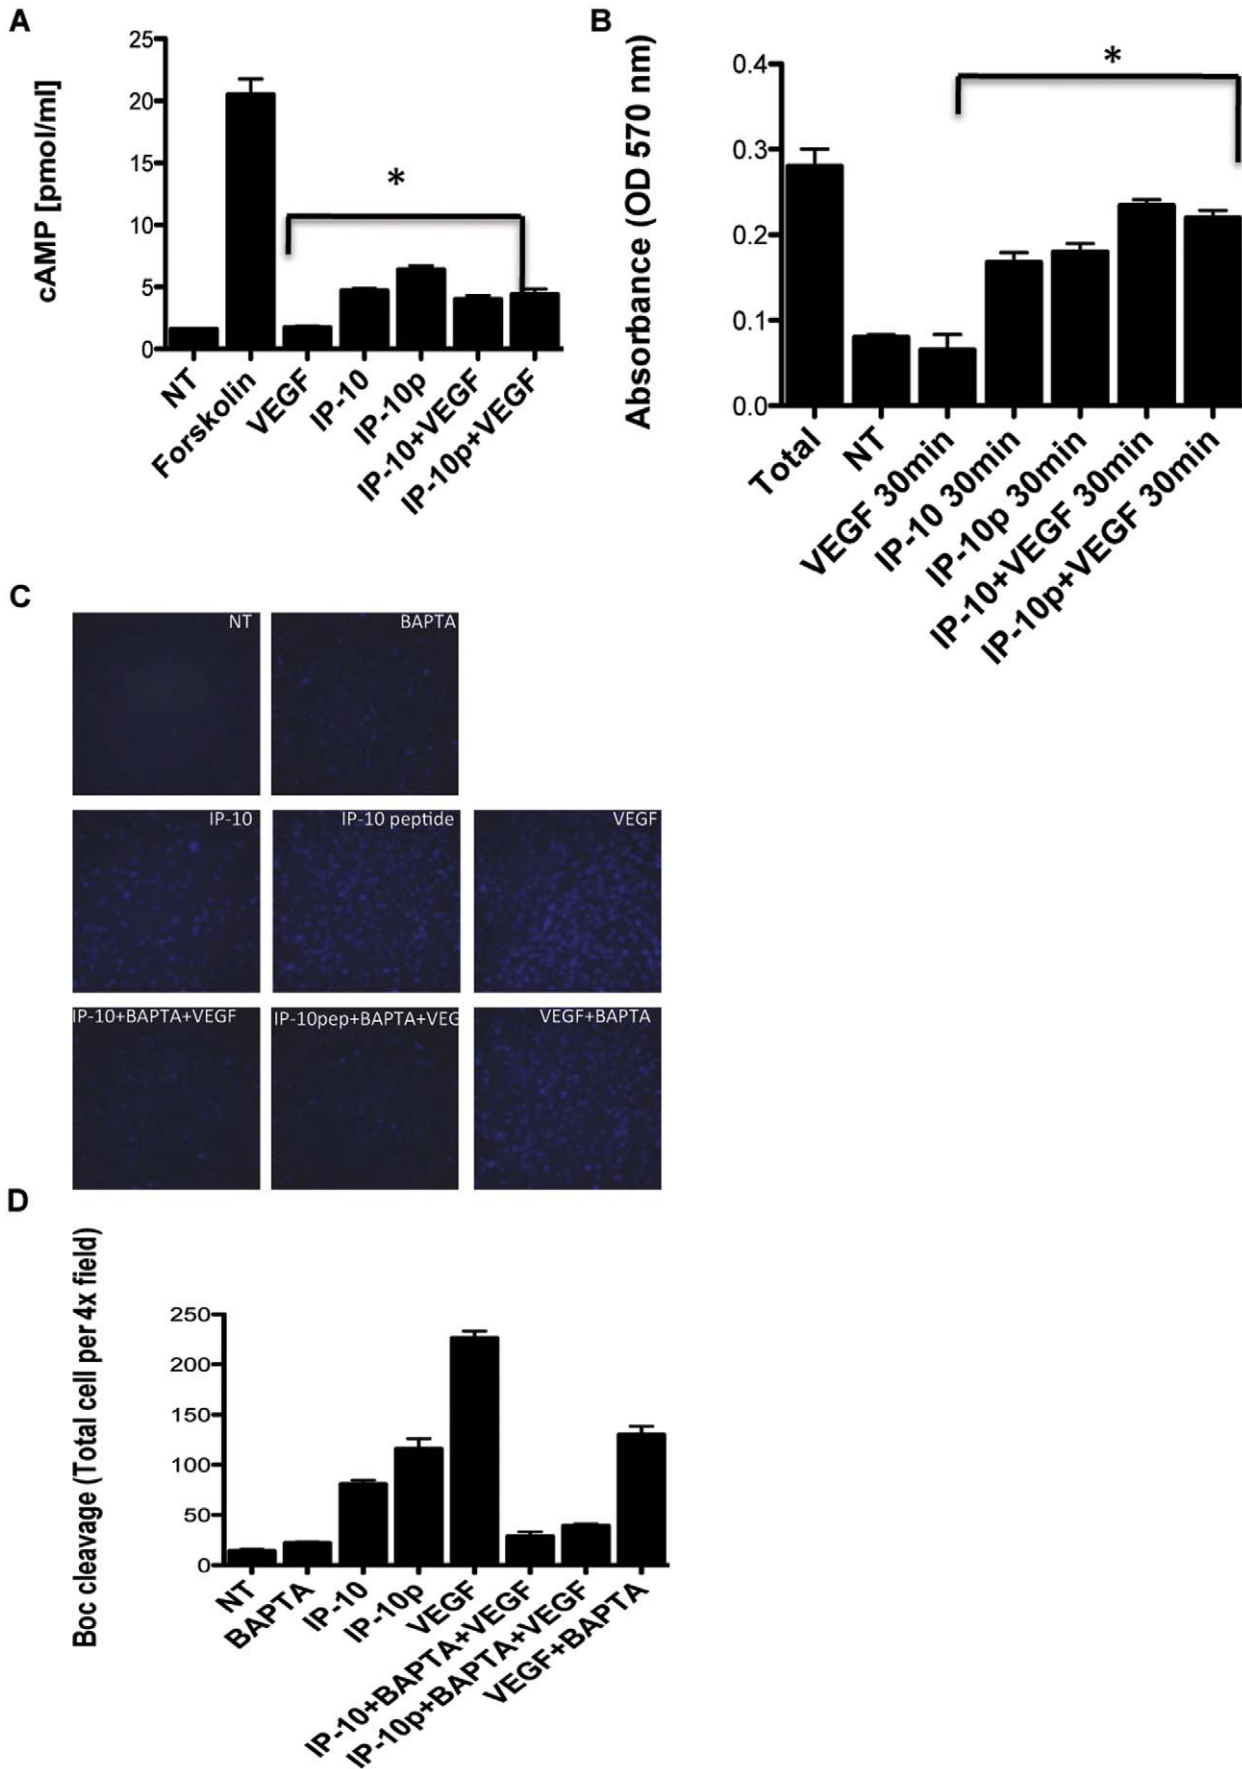 A
cAMP [pmol/ml]
25
20
15
10
5
0
*
NT
Forskolin
VEGF
IP-10
IP-10p
IP-10+VEGF
IP-10p+VEGF
B
Absorbance (OD 570 nm)
0.4
0.3
0.2
0.1
0.0
*
Total
NT
VEGF 30min
IP-10 30min
IP-10p 30min
IP-10+VEGF 30min
IP-10p+VEGF 30min
C
NT
BAPTA
IP-10
IP-10 peptide
VEGF
IP-10+BAPTA+VEGF
IP-10pep+BAPTA+VEG
VEGF+BAPTA
D
Boc cleavage (Total cell per 4x field)
250
200
150
100
50
0
NT
BAPTA
IP-10
IP-10p
VEGF
IP-10+BAPTA+VEGF
IP-10p+BAPTA+VEGF
VEGF+BAPTA